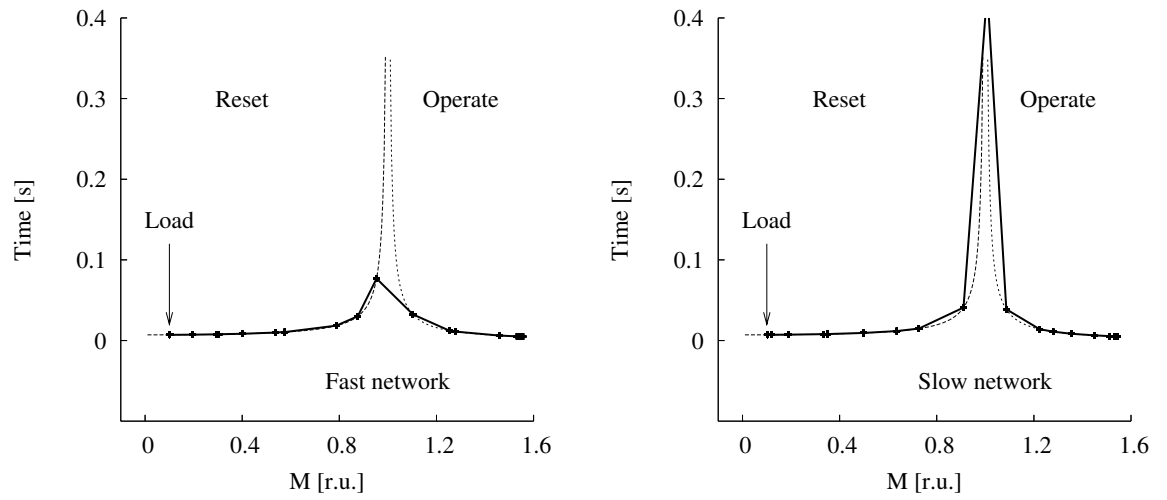 0.4
0.3
0.2
0.1
0
Time [s]
Reset
Operate
Load
Fast network
0 0.4 0.8 1.2 1.6
M [r.u.]
0.4
0.3
0.2
0.1
0
Time [s]
Reset
Operate
Load
Slow network
0 0.4 0.8 1.2 1.6
M [r.u.]